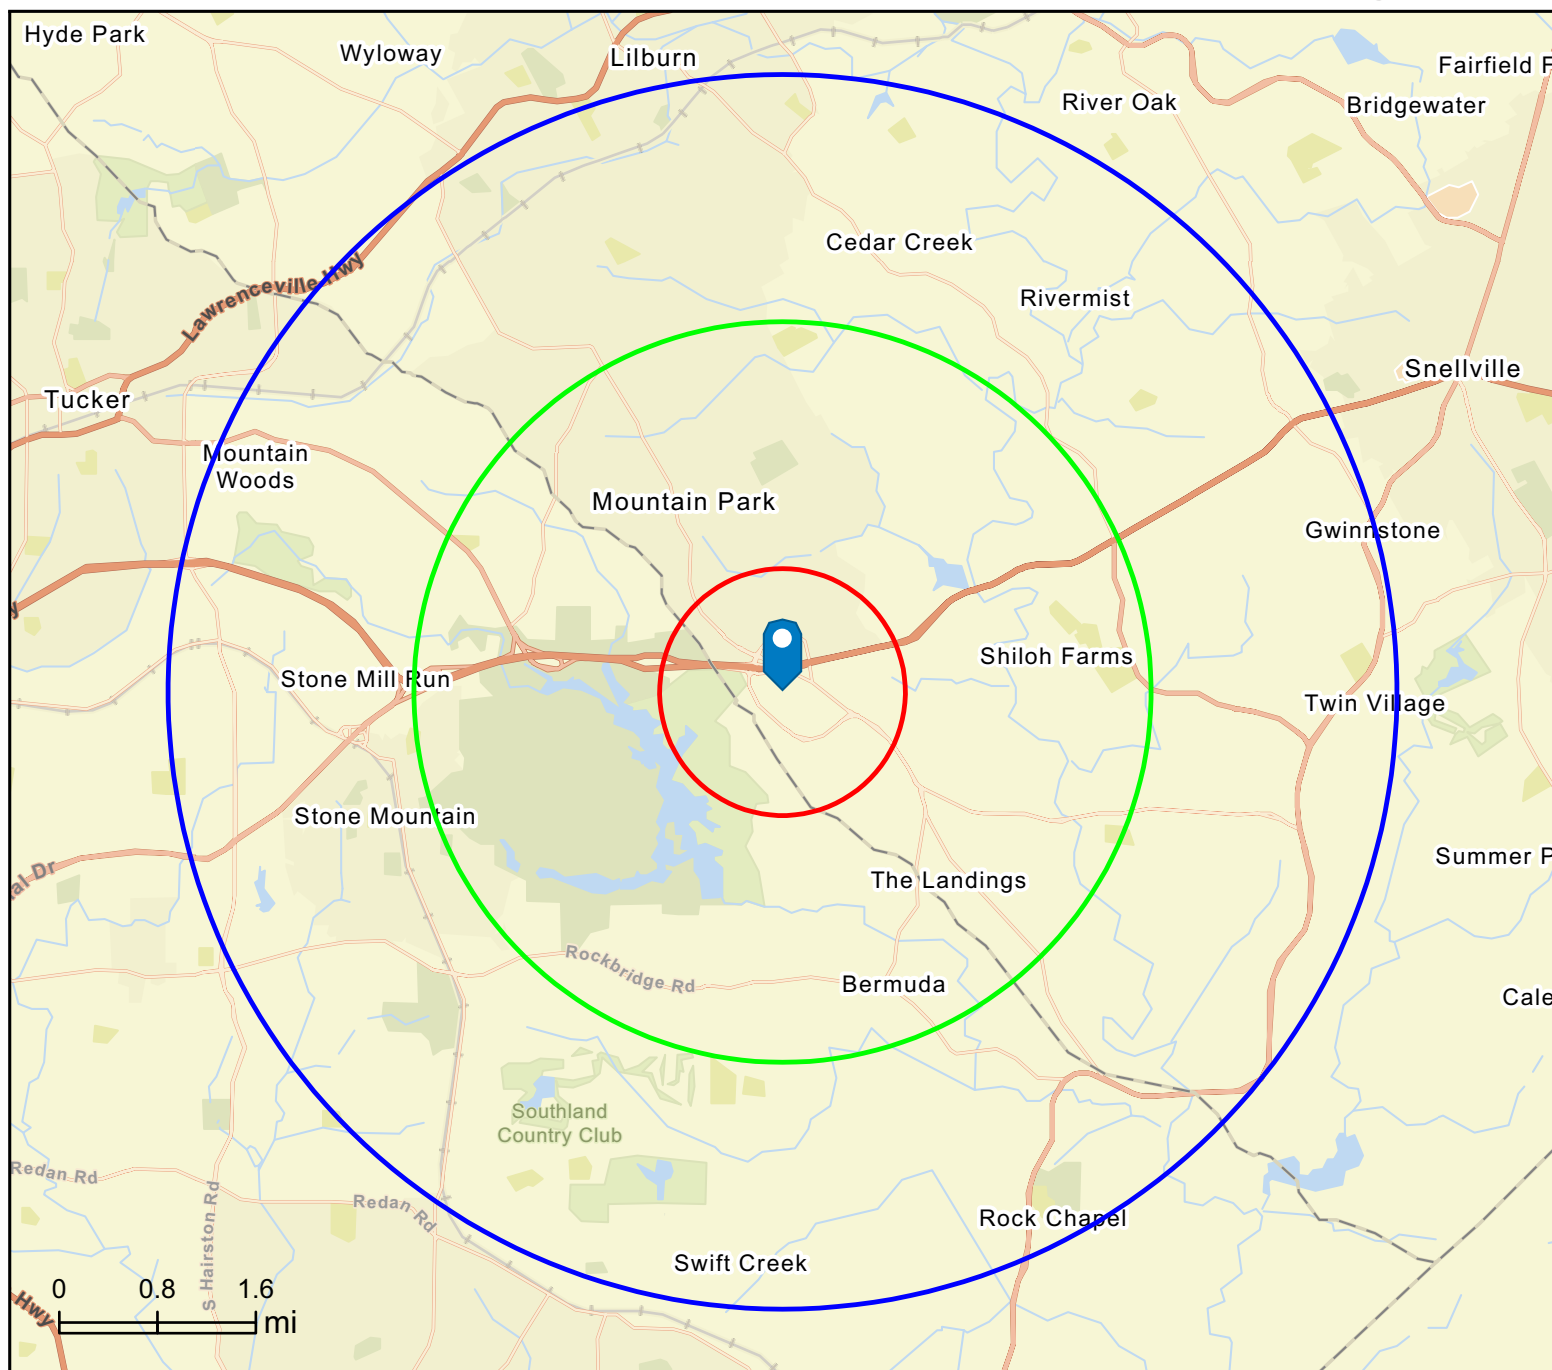 Hyde Park
Wyloway
Lilburn
Fairfield F
River Oak
Bridgewater
Cedar Creek
Lawrenceville Hwy
Rivermist
Snellville
Tucker
Mountain
Woods
Mountain Park
Gwinnstone
y
Shiloh Farms
Stone Mill Run
Twin Village
Stone Mountain
Summer P
al Dr
The Landings
Rockbridge Rd
Bermuda
Cale
Southland
Country Club
Redan Rd
Redan Rd
S Hairston Rd
Rock Chapel
Swift Creek
0 0.8 1.6
mi
Hwy